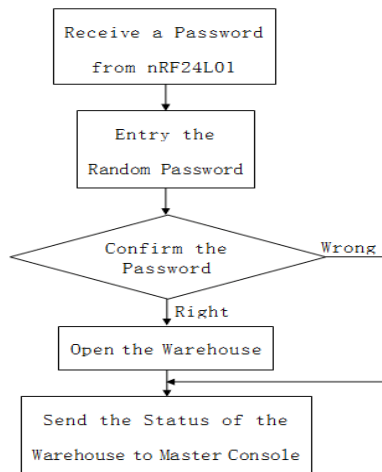 Receive a Password
from nRF24L01
Entry the
Random Password
Confirm the
Password
Wrong
Right
Open the Warehouse
Send the Status of the
Warehouse to Master Console